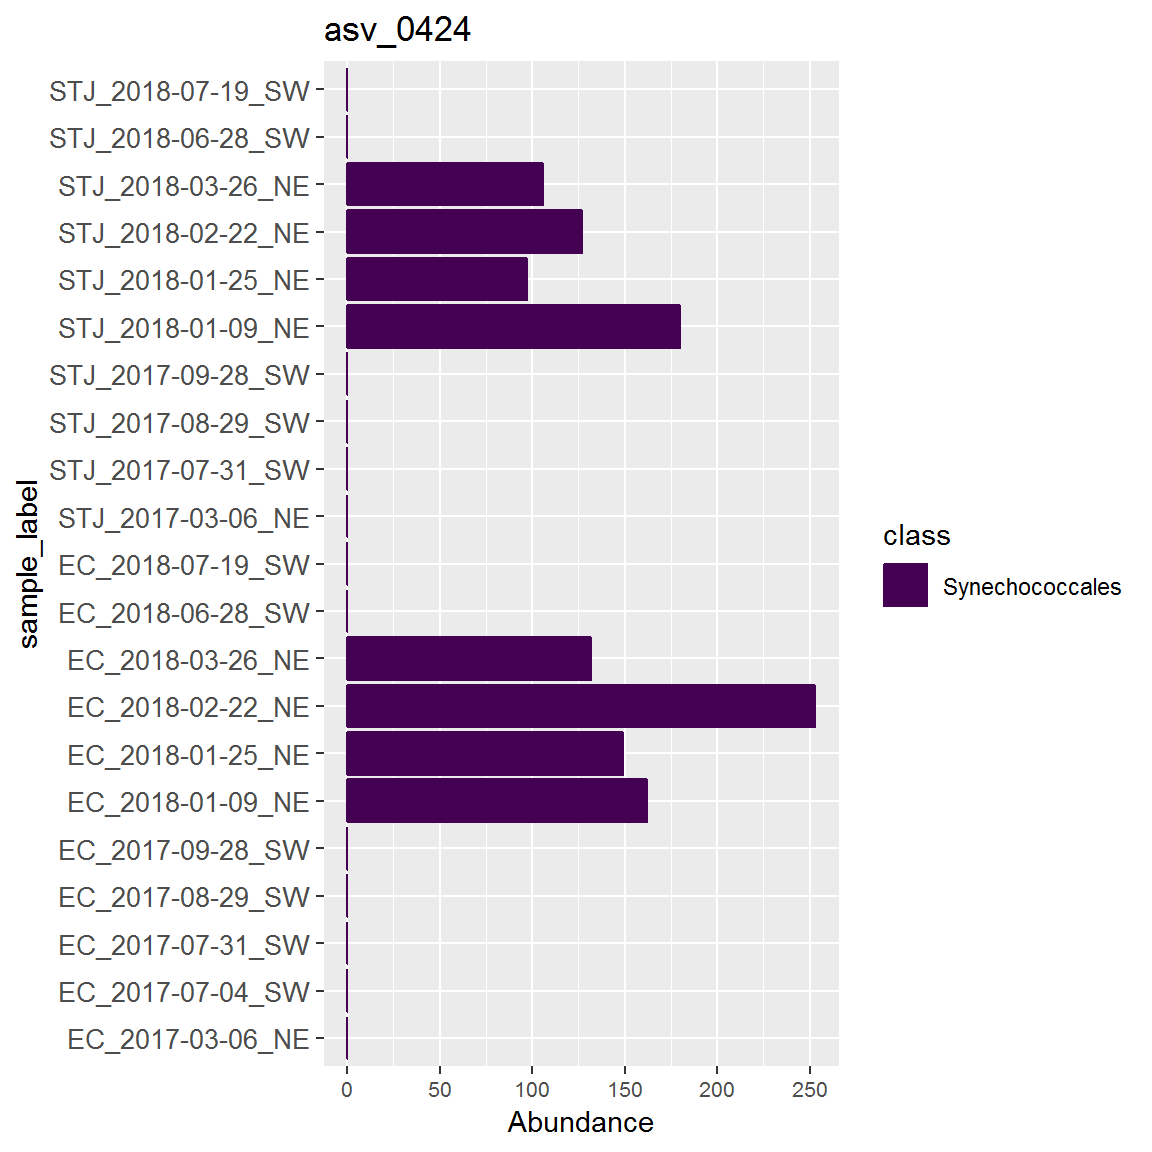 asv_0424
STJ_2018-07-19_SW
STJ_2018-06-28_SW
STJ_2018-03-26_NE
STJ_2018-02-22_NE
STJ_2018-01-25_NE
STJ_2018-01-09_NE
STJ_2017-09-28_SW
STJ_2017-08-29_SW
STJ_2017-07-31_SW
STJ_2017-03-06_NE
EC_2018-07-19_SW
EC_2018-06-28_SW
EC_2018-03-26_NE
EC_2018-02-22_NE
EC_2018-01-25_NE
EC_2018-01-09_NE
EC_2017-09-28_SW
EC_2017-08-29_SW
EC_2017-07-31_SW
EC_2017-07-04_SW
EC_2017-03-06_NE
sample_label
0 50 100 150 200 250
Abundance
class
Synechococcales